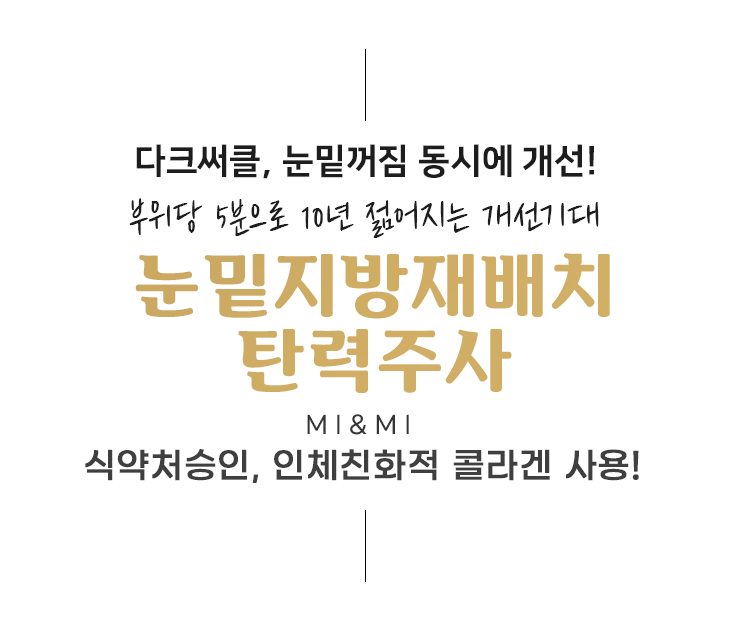 다크써클, 눈밑꺼짐 동시에 개선!
부위당 5분으로 10년 젊어지는 개선기대
눈밑지방재배치
탄력주사
MI&MI
식약처승인, 인체친화적 콜라겐 사용!